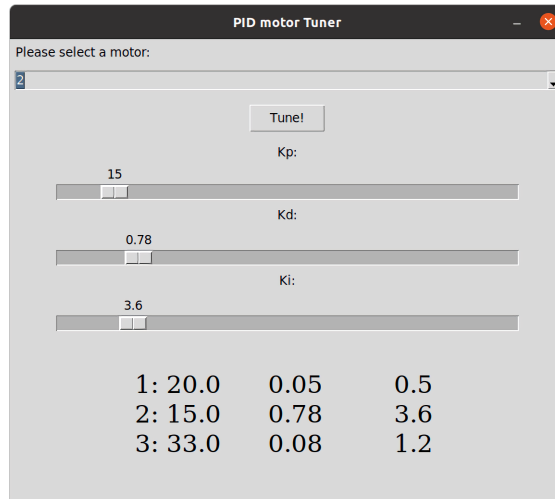 PID motor Tuner
Please select a motor:
2
Tune!
Kp:
15
Kd:
0.78
Ki:
3.6
1: 20.0 0.05 0.5
2: 15.0 0.78 3.6
3: 33.0 0.08 1.2